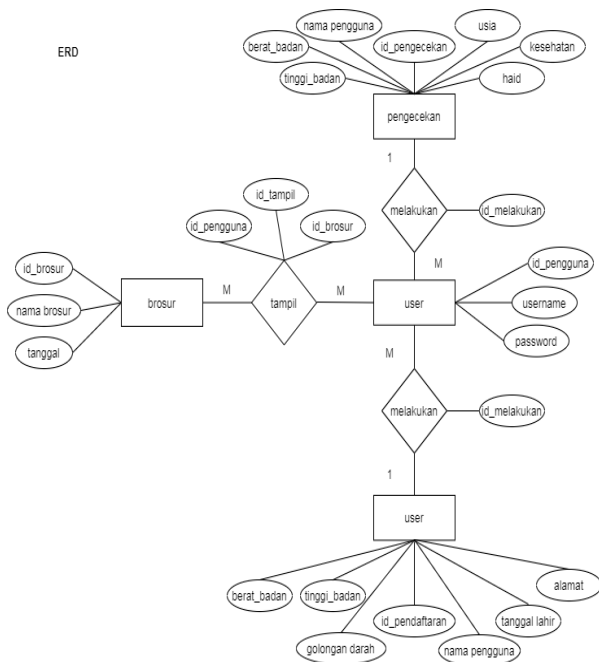 ERD
nama pengguna
usia
berat_badan
id_pengecekan
kesehatan
tinggi_badan
haid
pengecekan
1
id_tampil
melakukan
id_melakukan
id_pengguna
id_brosur
M
id_brosur
id_pengguna
nama brosur
brosur
M
tampil
M
user
username
tanggal
password
M
melakukan
id_melakukan
1
user
berat_badan
tinggi_badan
alamat
id_pendaftaran
tanggal lahir
golongan darah
nama pengguna